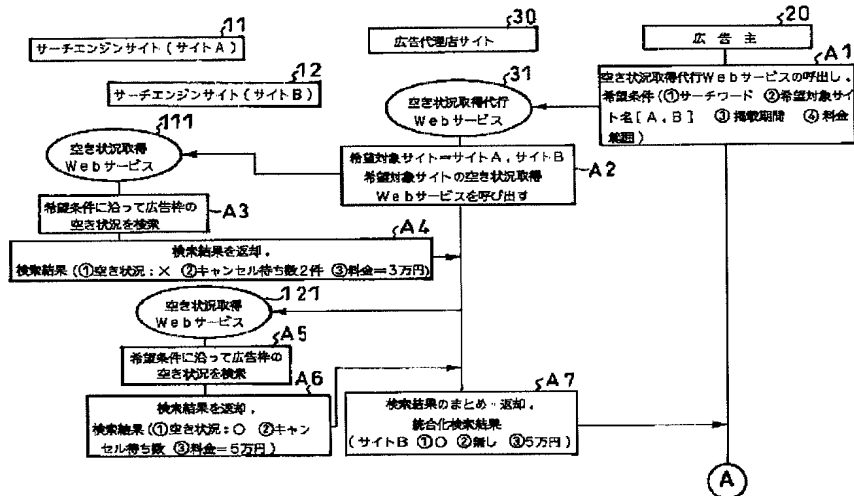 11
サーチエンジンサイト(サイトA)
12
サーチエンジンサイト(サイトB)
30
広告代理店サイト
20
広告主
A1
空き状況取得代行Webサービスの呼出し.
希望条件(①サーチワード ②希望対象サイ
ト名[A,B] ③掲載期間 ④料金
範囲)
31
空き状況取得代行
Webサービス
111
空き状況取得
Webサービス
希望対象サイト=サイトA,サイトB
希望対象サイトの空き状況取得
Webサービスを呼び出す
A2
希望条件に沿って広告枠の
空き状況を検索
A3
A4
検索結果を返却.
検索結果(①空き状況:× ②キャンセル待ち数2件 ③料金=3万円)
121
空き状況取得
Webサービス
A5
希望条件に沿って広告枠の
空き状況を検索
A6
検索結果を返却.
検索結果(①空き状況:○ ②キャン
セル待ち数 ③料金=5万円)
A7
検索結果のまとめ・返却.
統合化検索結果
(サイトB ①○ ②無し ③5万円)
A